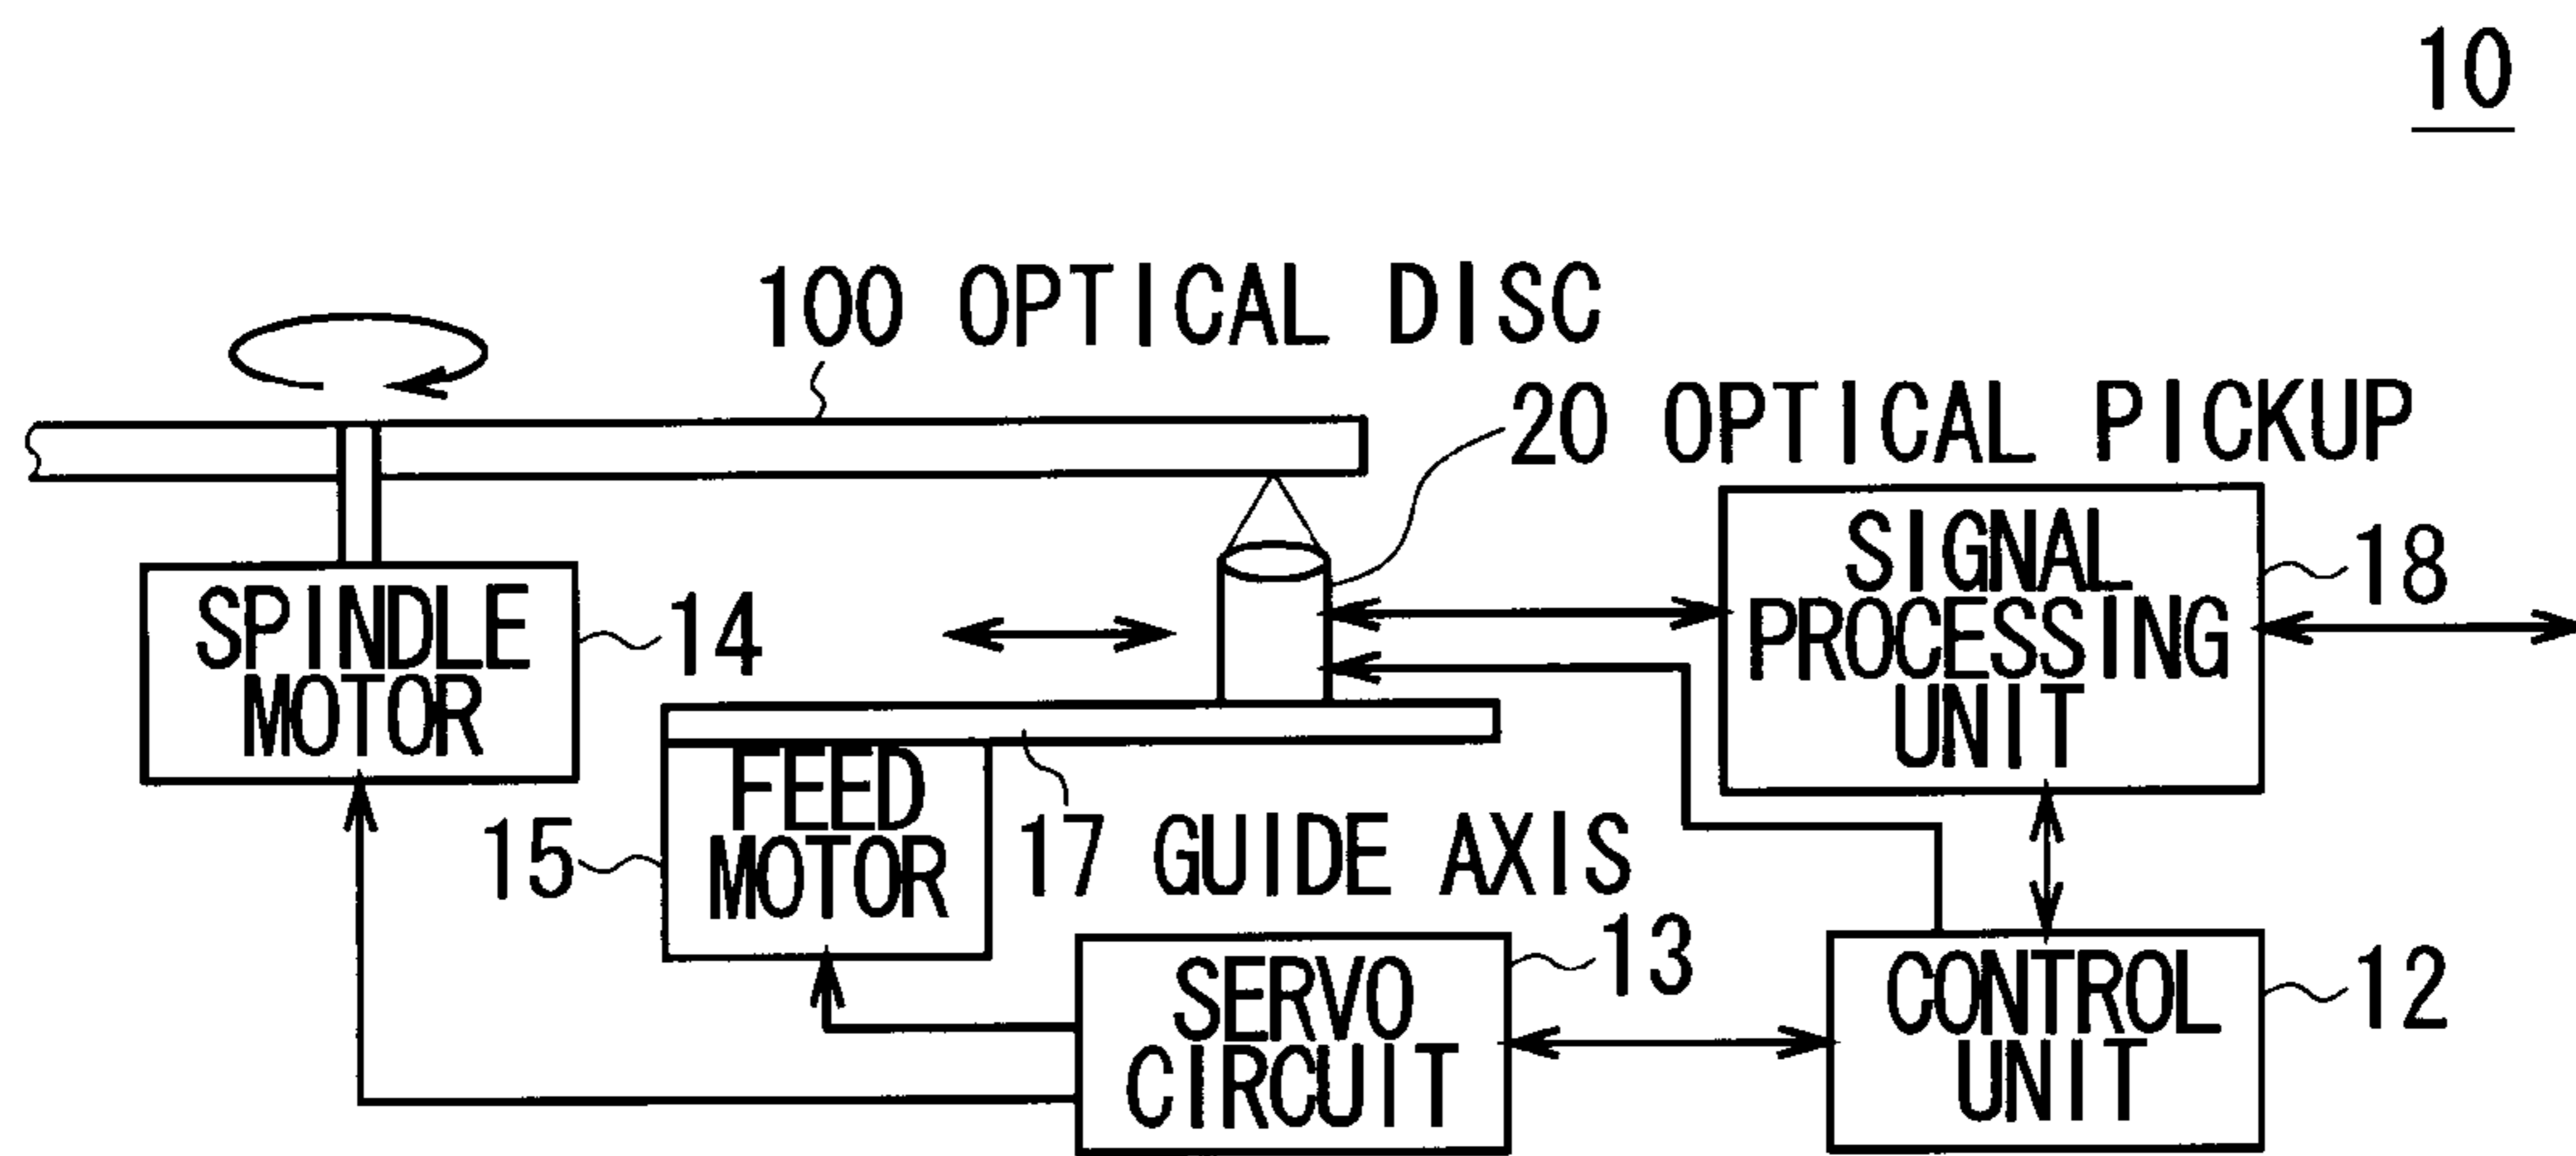 10
100 OPTICAL DISC
20 OPTICAL PICKUP
SIGNAL
PROCESSING
UNIT
18
SPINDLE
MOTOR
14
FEED
MOTOR
15
17 GUIDE AXIS
SERVO
CIRCUIT
13
CONTROL
UNIT
12